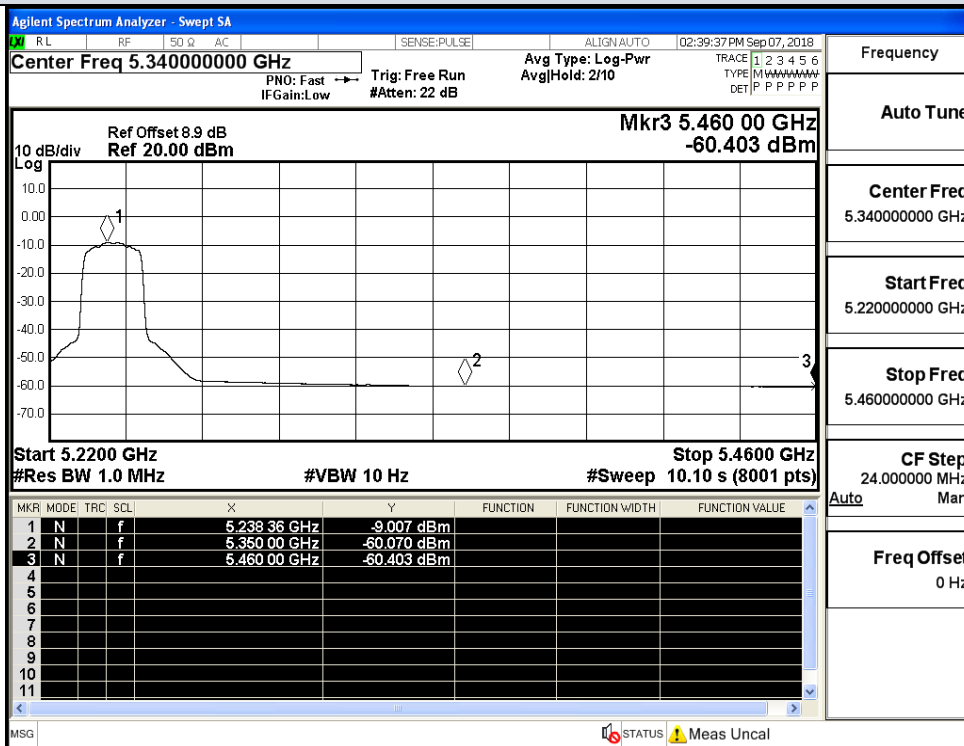 Agilent Spectrum Analyzer - Swept SA
LXI RL RF 50 Ω AC SENSE:PULSE ALIGN AUTO 02:39:37 PM Sep 07, 2018
Center Freq 5.340000000 GHz
PNO: Fast
IFGain:Low
Trig: Free Run
#Atten: 22 dB
Avg Type: Log-Pwr
Avg|Hold: 2/10
TRACE 1 2 3 4 5 6
TYPE M WWWWW
DET P P P P P P
Mkr3 5.460 00 GHz
-60.403 dBm
Ref Offset 8.9 dB
10 dB/div Ref 20.00 dBm
Log
10.0
0.00
-10.0
-20.0
-30.0
-40.0
-50.0
-60.0
-70.0
1
2
3
Start 5.2200 GHz Stop 5.4600 GHz
#Res BW 1.0 MHz #VBW 10 Hz #Sweep 10.10 s (8001 pts)
MKR MODE TRC SCL X Y FUNCTION FUNCTION WIDTH FUNCTION VALUE
1 N f 5.238 36 GHz -9.007 dBm
2 N f 5.350 00 GHz -60.070 dBm
3 N f 5.460 00 GHz -60.403 dBm
4
5
6
7
8
9
10
11
MSG STATUS Meas Uncal
Frequency
Auto Tune
Center Freq
5.340000000 GHz
Start Freq
5.220000000 GHz
Stop Freq
5.460000000 GHz
CF Step
24.000000 MHz
Auto Man
Freq Offset
0 Hz